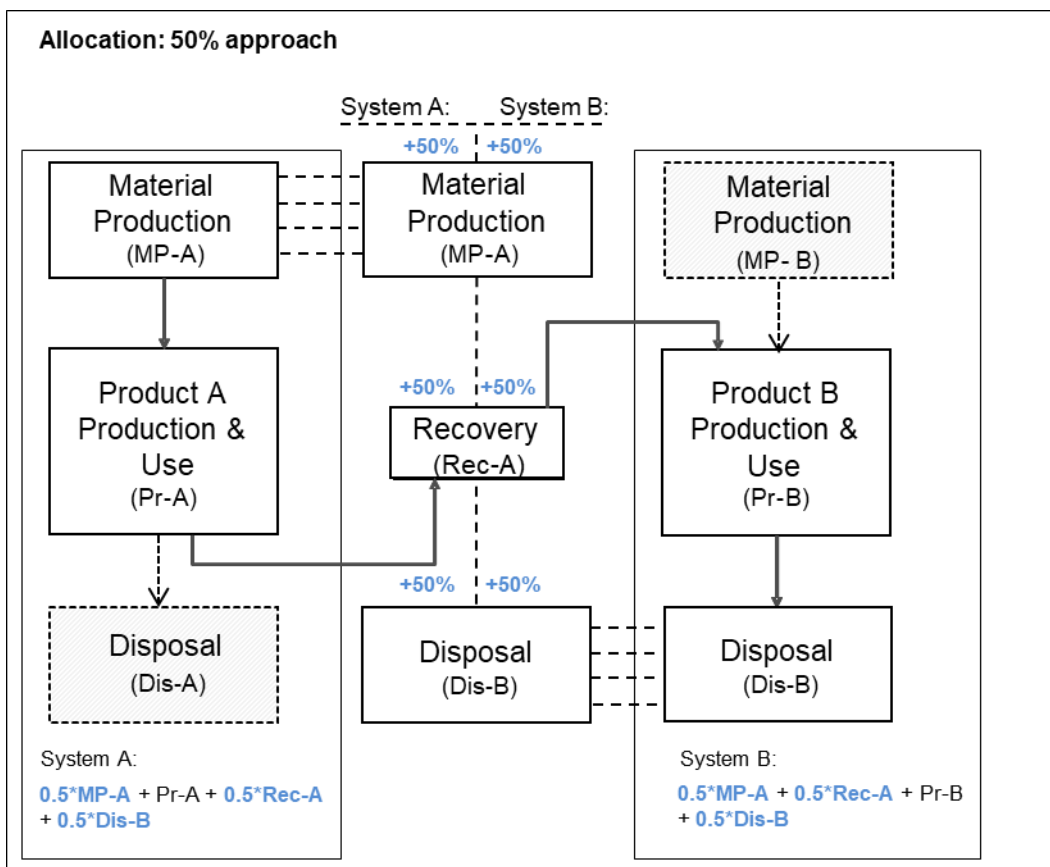 Allocation: 50% approach
System A:
System B:
+50%
+50%
Material
Production
(MP-A)
Material
Production
(MP-A)
Material
Production
(MP- B)
Product A
Production &
Use
(Pr-A)
+50%
+50%
Recovery
(Rec-A)
Product B
Production &
Use
(Pr-B)
+50%
+50%
Disposal
(Dis-A)
Disposal
(Dis-B)
Disposal
(Dis-B)
System A:
0.5*MP-A + Pr-A + 0.5*Rec-A
+ 0.5*Dis-B
System B:
0.5*MP-A + 0.5*Rec-A + Pr-B
+ 0.5*Dis-B